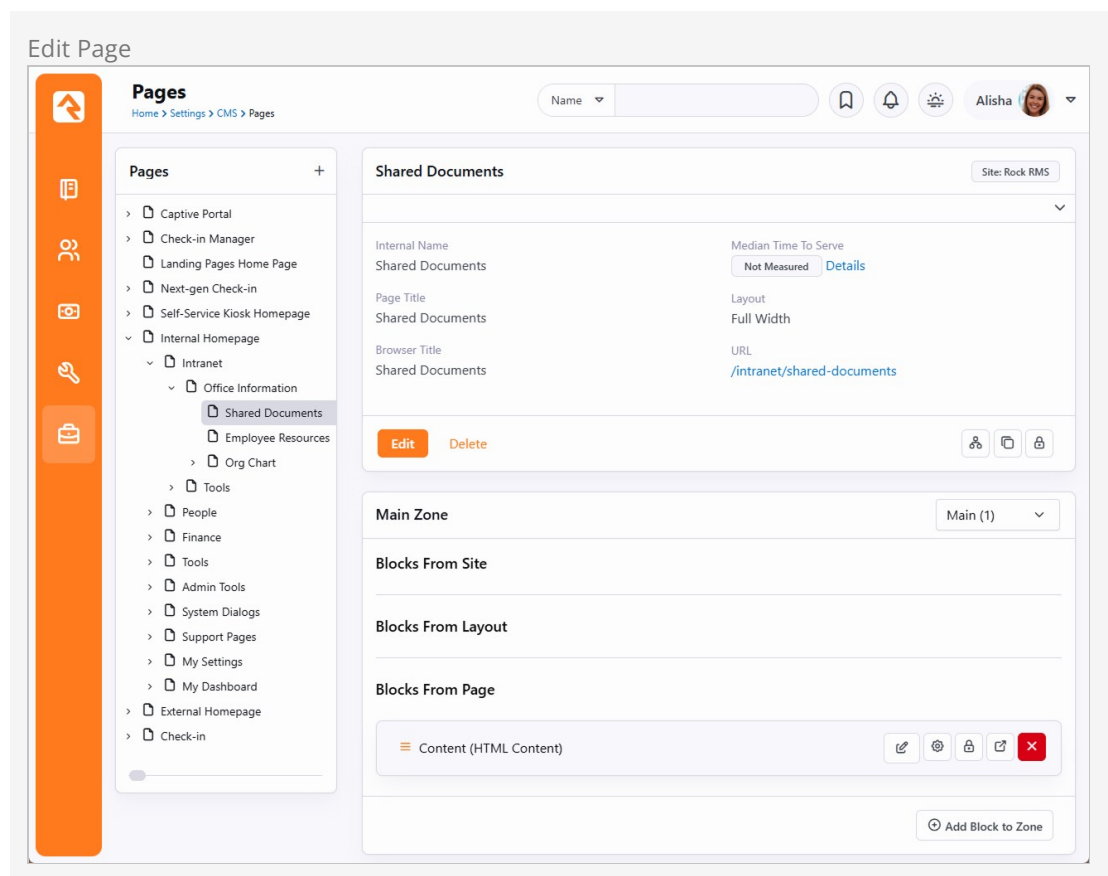 Edit Page
Pages
Home > Settings > CMS > Pages
Name
Alisha
Pages
Captive Portal
Check-in Manager
Landing Pages Home Page
Next-gen Check-in
Self-Service Kiosk Homepage
Internal Homepage
Intranet
Office Information
Shared Documents
Employee Resources
Org Chart
Tools
People
Finance
Tools
Admin Tools
System Dialogs
Support Pages
My Settings
My Dashboard
External Homepage
Check-in
Shared Documents
Site: Rock RMS
Internal Name
Shared Documents
Page Title
Shared Documents
Browser Title
Shared Documents
Median Time To Serve
Not Measured Details
Layout
Full Width
URL
/intranet/shared-documents
Edit
Delete
Main Zone
Main (1)
Blocks From Site
Blocks From Layout
Blocks From Page
Content (HTML Content)
Add Block to Zone